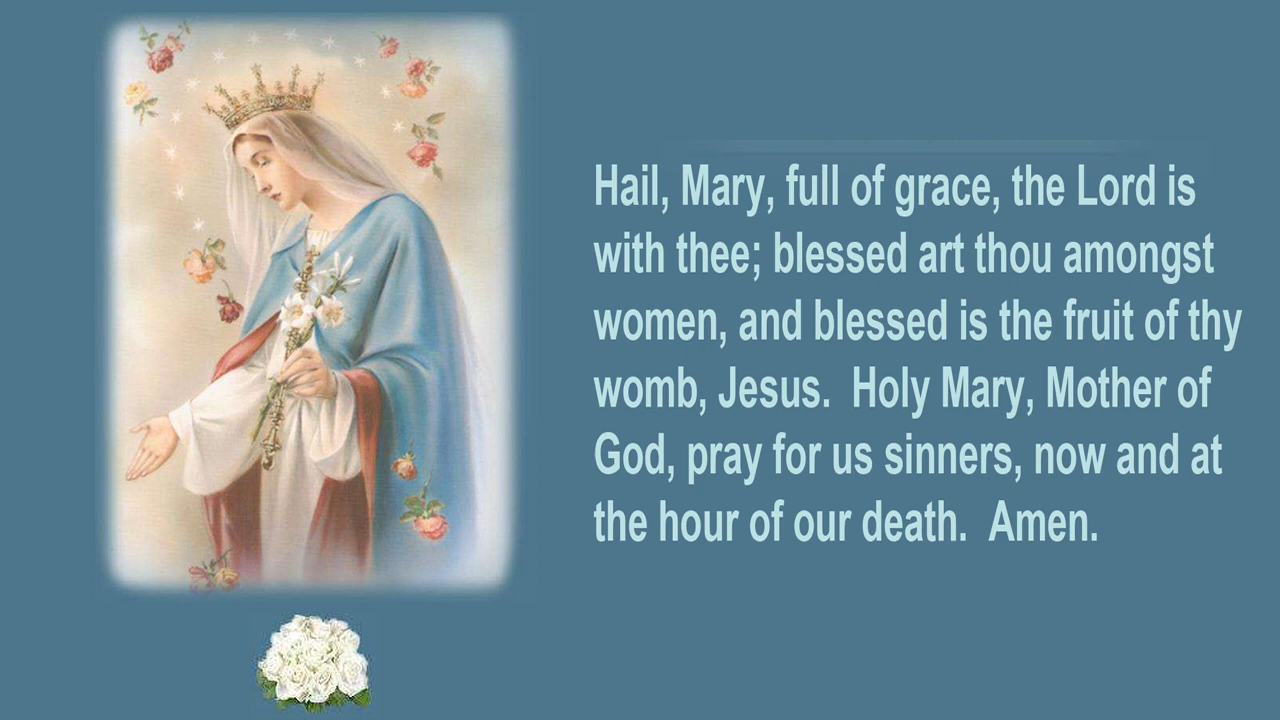 Hail, Mary, full of grace, the Lord is
with thee; blessed art thou amongst
women, and blessed is the fruit of thy
womb, Jesus.  Holy Mary, Mother of
God, pray for us sinners, now and at
the hour of our death.  Amen.